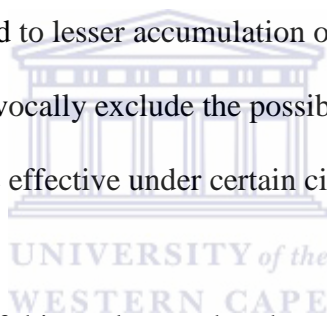 d to lesser accumulation o
vocally exclude the possib
effective under certain ci
UNIVERSITY of the
WESTERN CAPE